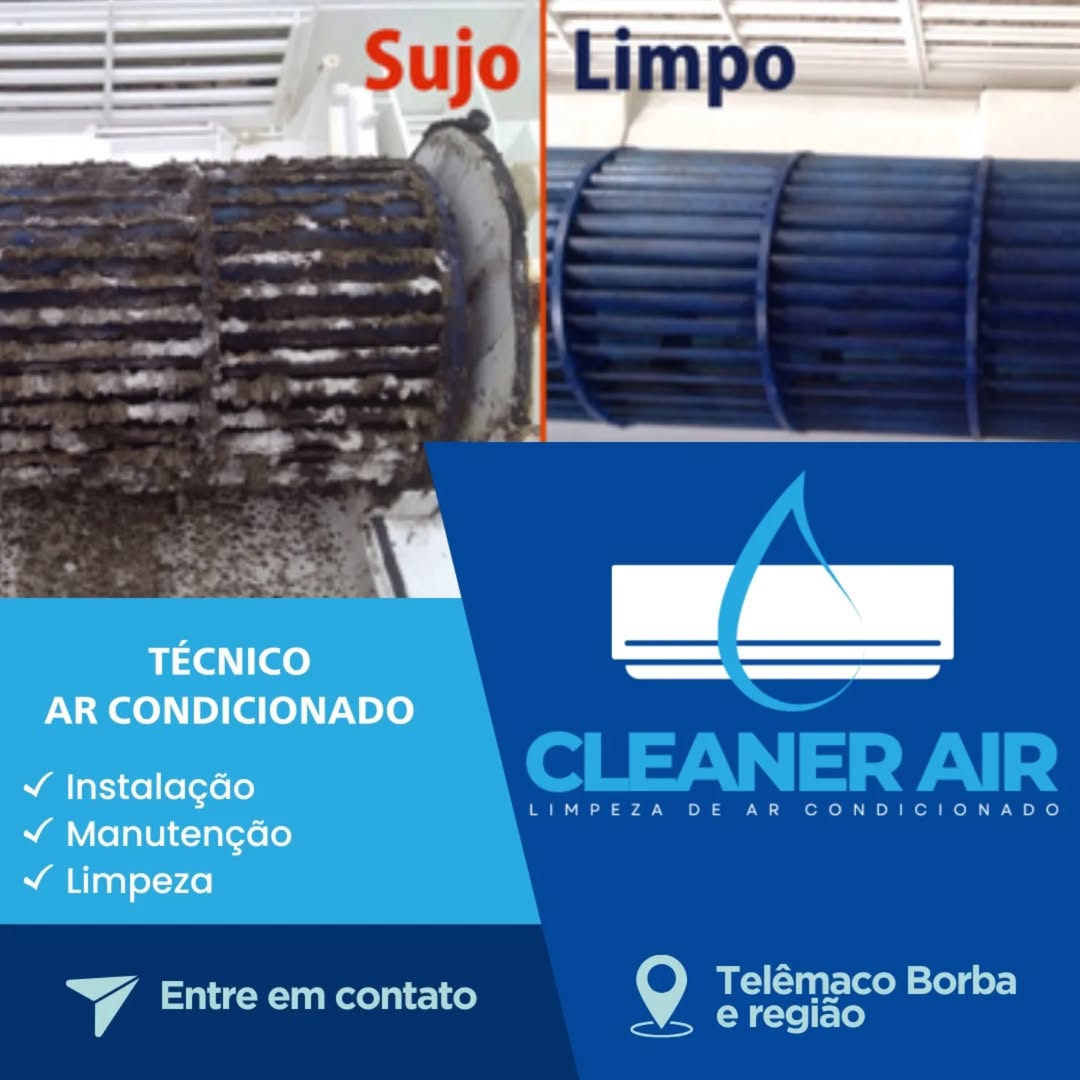 Sujo
Limpo
TÉCNICO
AR CONDICIONADO
Instalação
Manutenção
Limpeza
CLEANER AIR
LIMPEZA DE AR CONDICIONADO
Entre em contato
Telêmaco Borba
e região